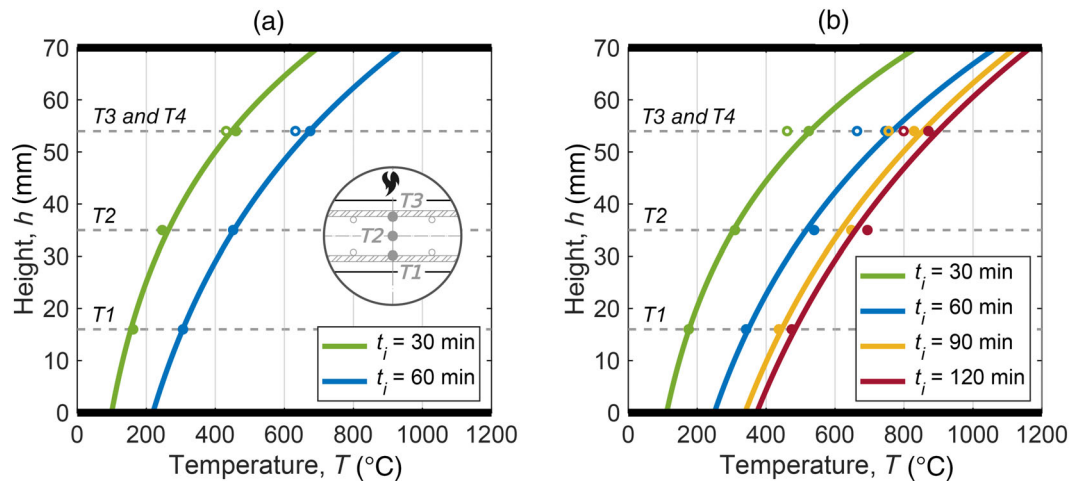 (a)
70
60
50
40
30
20
10
0
Height, h (mm)
T3 and T4
T2
T1
T3
T2
T1
t_i = 30 min
t_i = 60 min
0 200 400 600 800 1000 1200
Temperature, T (°C)
(b)
70
60
50
40
30
20
10
0
Height, h (mm)
T3 and T4
T2
T1
t_i = 30 min
t_i = 60 min
t_i = 90 min
t_i = 120 min
0 200 400 600 800 1000 1200
Temperature, T (°C)